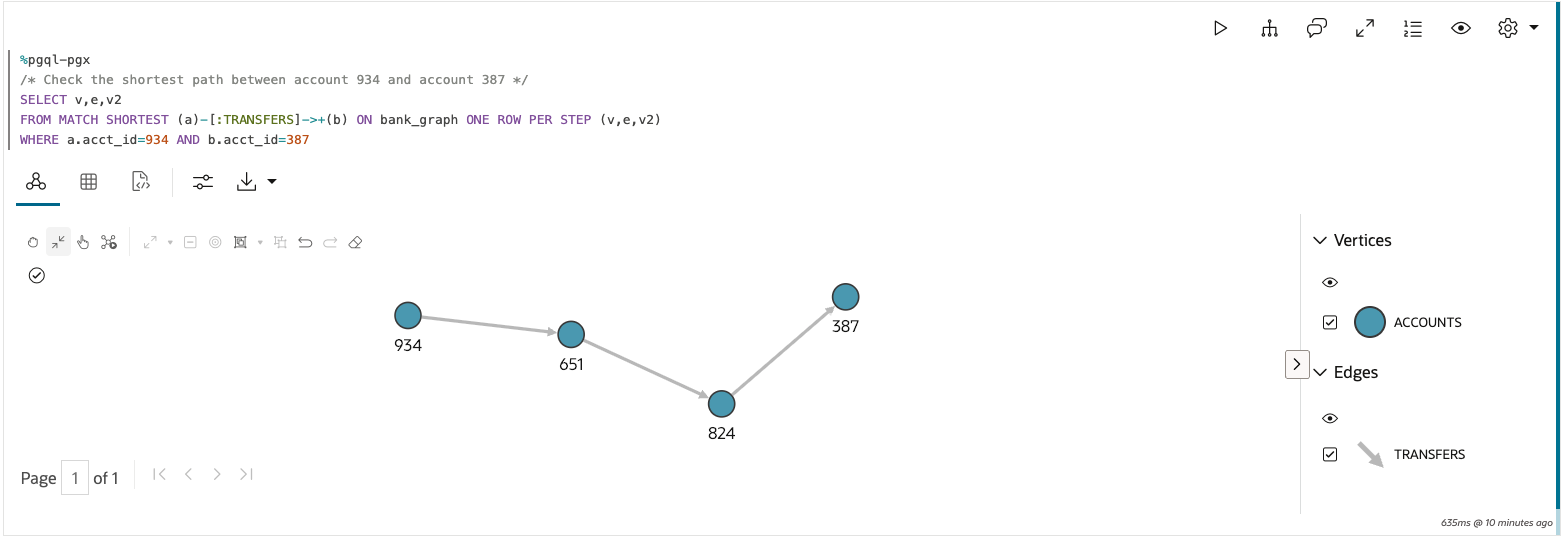 %pgql-pgx
/* Check the shortest path between account 934 and account 387 */
SELECT v,e,v2
FROM MATCH SHORTEST (a)-[:TRANSFERS]->+(b) ON bank_graph ONE ROW PER STEP (v,e,v2)
WHERE a.acct_id=934 AND b.acct_id=387
Vertices
ACCOUNTS
Edges
TRANSFERS
934
651
824
387
Page 1 of 1
635ms @ 10 minutes ago